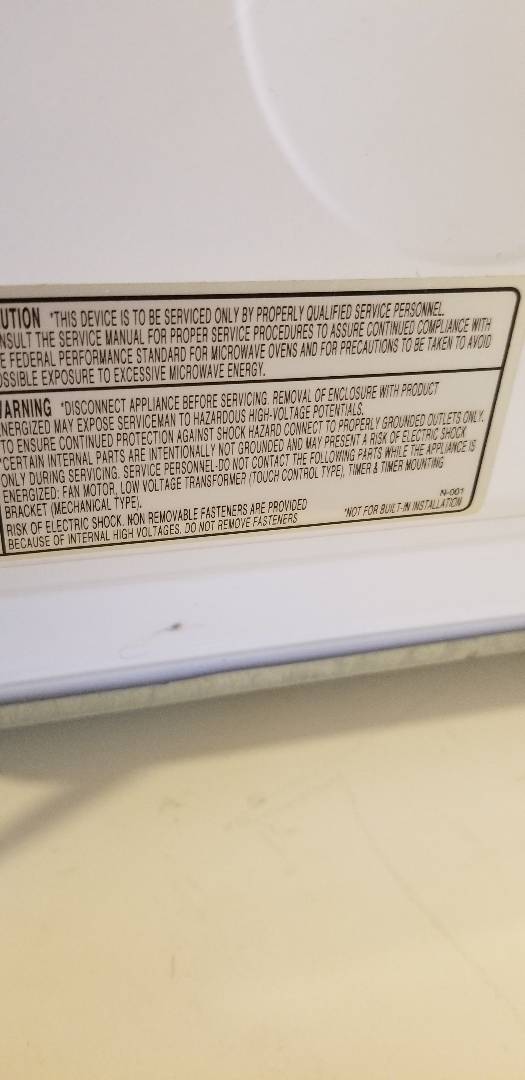 UTION *THIS DEVICE IS TO BE SERVICED ONLY BY PROPERLY QUALIFIED SERVICE PERSONNEL.
NSULT THE SERVICE MANUAL FOR PROPER SERVICE PROCEDURES TO ASSURE CONTINUED COMPLIANCE WITH
E FEDERAL PERFORMANCE STANDARD FOR MICROWAVE OVENS AND FOR PRECAUTIONS TO BE TAKEN TO AVOID
OSSIBLE EXPOSURE TO EXCESSIVE MICROWAVE ENERGY.
WARNING *DISCONNECT APPLIANCE BEFORE SERVICING. REMOVAL OF ENCLOSURE WITH PRODUCT
ENERGIZED MAY EXPOSE SERVICEMAN TO HAZARDOUS HIGH-VOLTAGE POTENTIALS.
*TO ENSURE CONTINUED PROTECTION AGAINST SHOCK HAZARD CONNECT TO PROPERLY GROUNDED OUTLETS ONLY.
*CERTAIN INTERNAL PARTS ARE INTENTIONALLY NOT GROUNDED AND MAY PRESENT A RISK OF ELECTRIC SHOCK
ONLY DURING SERVICING. SERVICE PERSONNEL-DO NOT CONTACT THE FOLLOWING PARTS WHILE THE APPLIANCE IS
ENERGIZED: FAN MOTOR, LOW VOLTAGE TRANSFORMER (TOUCH CONTROL TYPE), TIMER & TIMER MOUNTING
BRACKET (MECHANICAL TYPE).
RISK OF ELECTRIC SHOCK. NON REMOVABLE FASTENERS ARE PROVIDED
BECAUSE OF INTERNAL HIGH VOLTAGES. DO NOT REMOVE FASTENERS
N-001
*NOT FOR BUILT-IN INSTALLATION